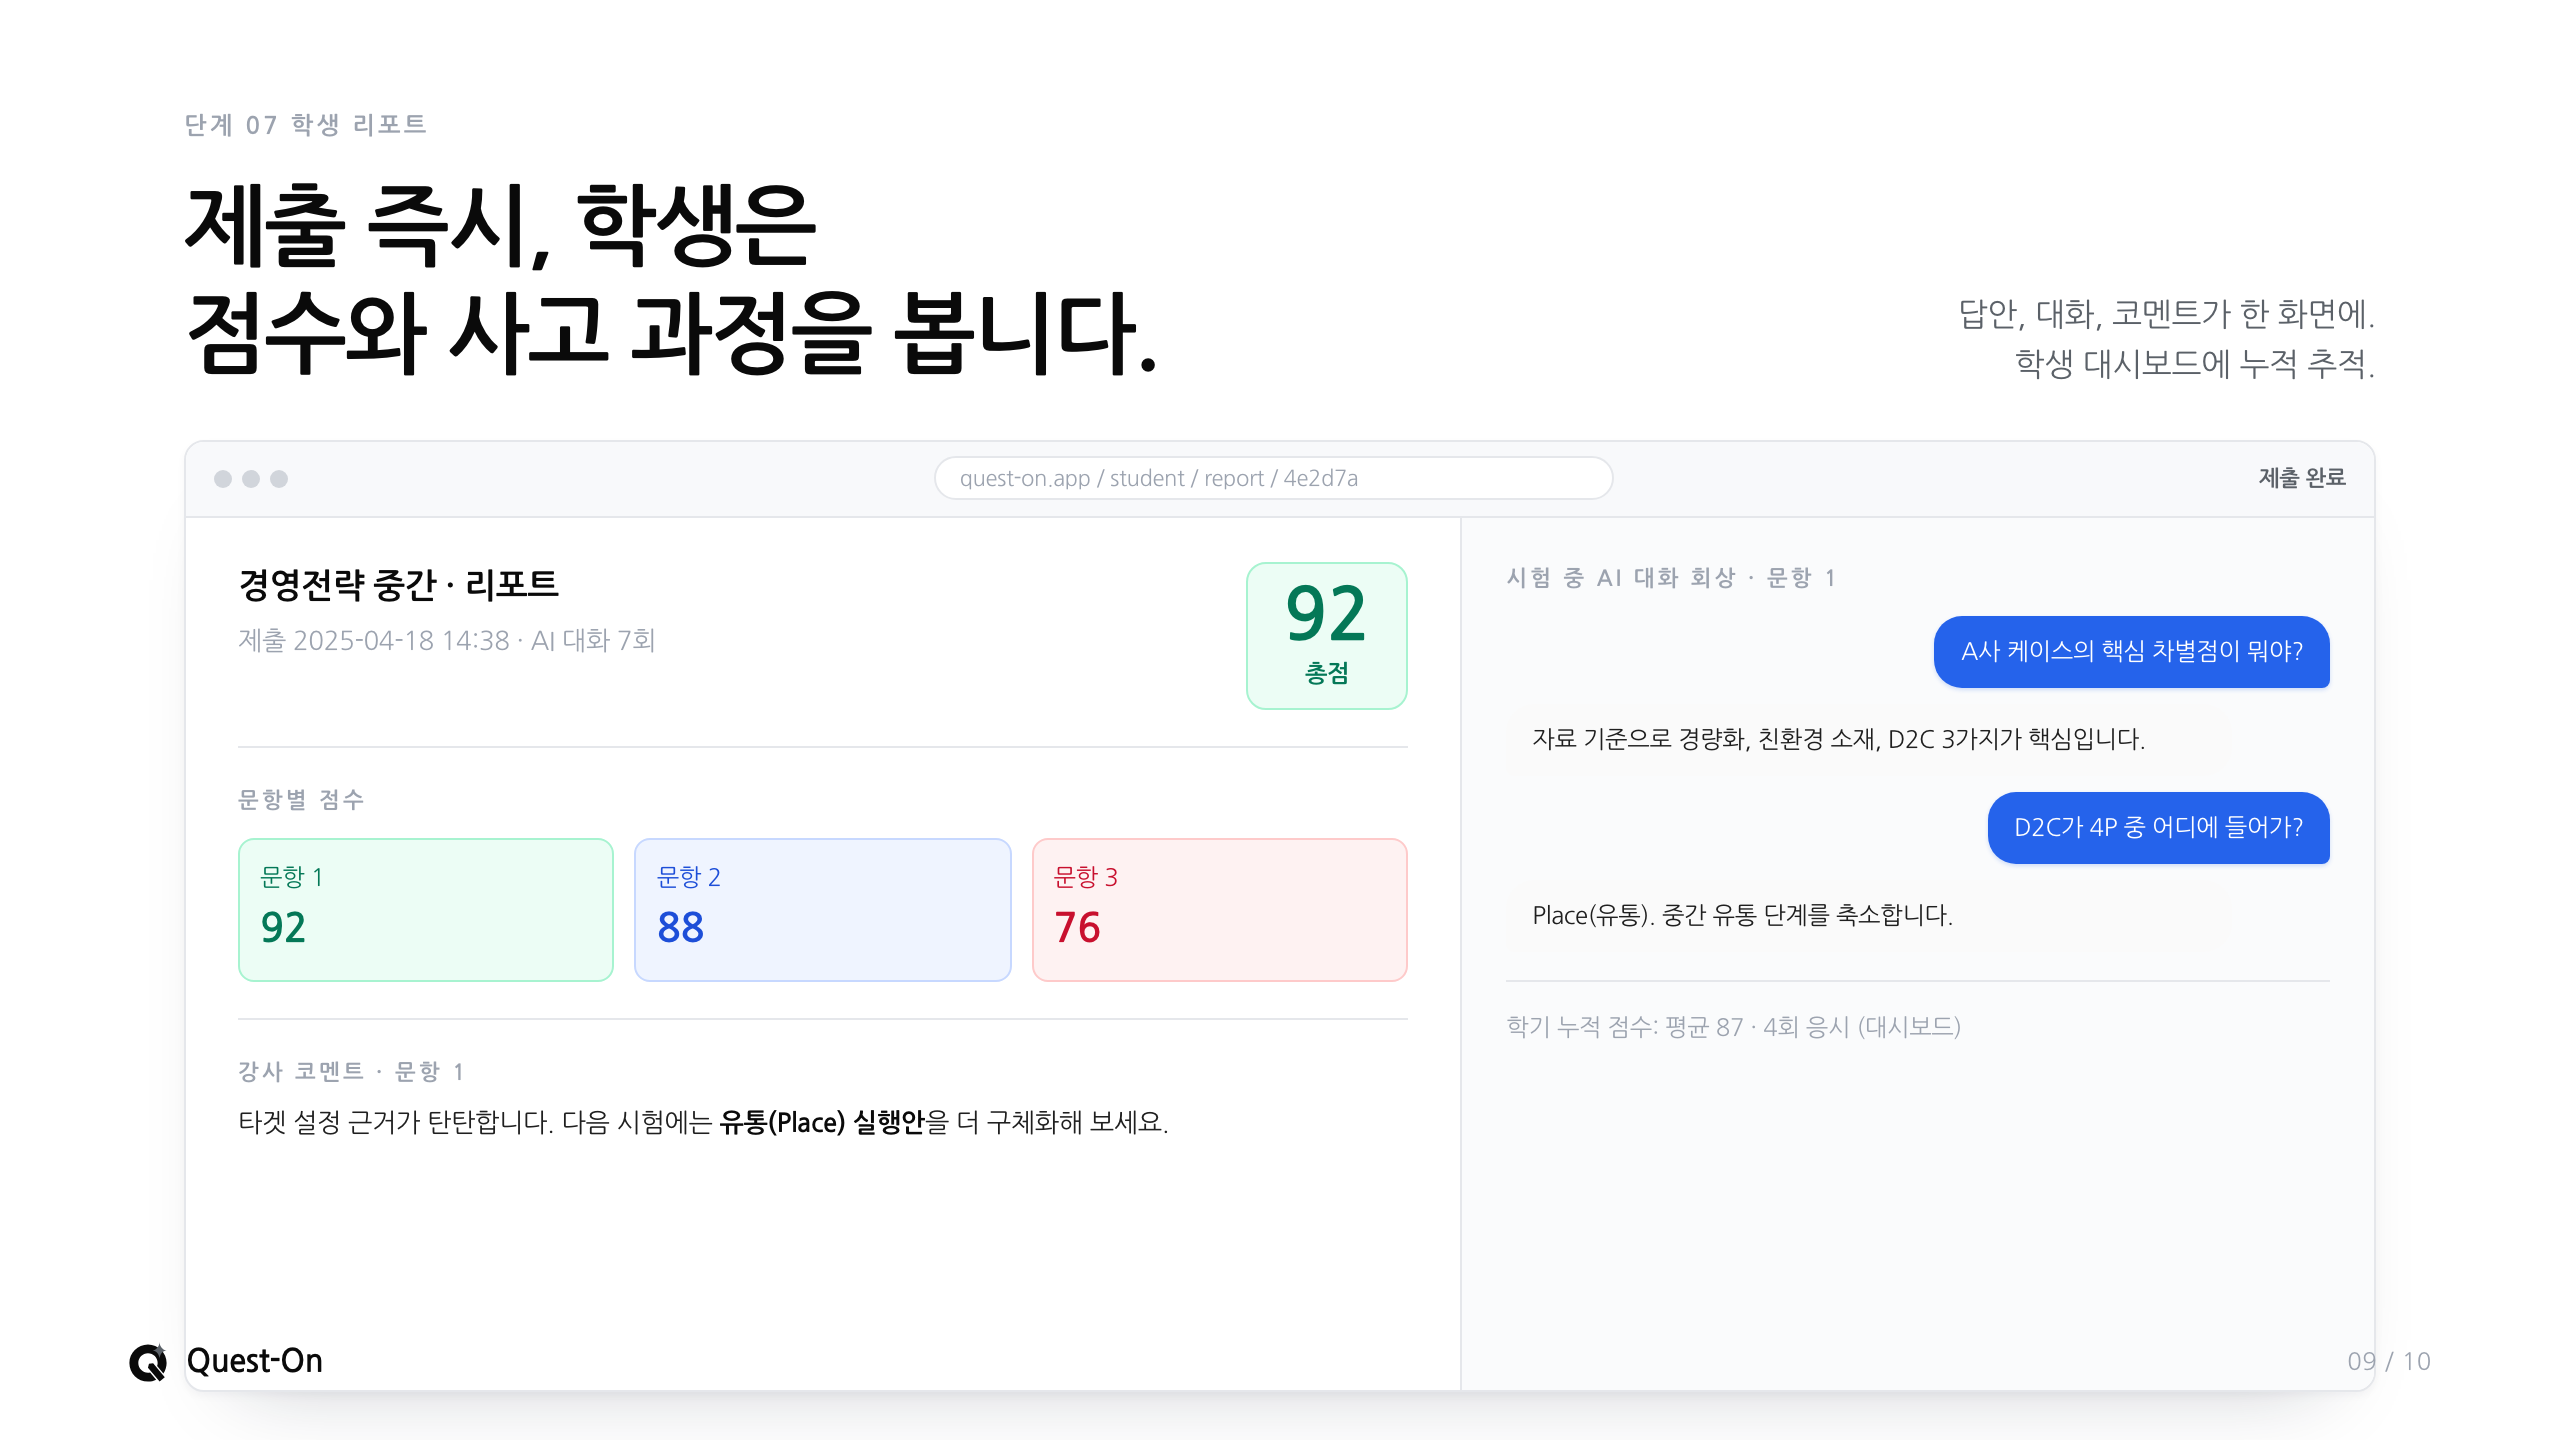 단계 07 학생 리포트
제출 즉시, 학생은
점수와 사고 과정을 봅니다.
답안, 대화, 코멘트가 한 화면에.
학생 대시보드에 누적 추적.
quest-on.app / student / report / 4e2d7a
제출 완료
경영전략 중간 · 리포트
제출 2025-04-18 14:38 · AI 대화 7회
92
총점
문항별 점수
문항 1
92
문항 2
88
문항 3
76
강사 코멘트 · 문항 1
타겟 설정 근거가 탄탄합니다. 다음 시험에는 유통(Place) 실행안을 더 구체화해 보세요.
시험 중 AI 대화 회상 · 문항 1
A사 케이스의 핵심 차별점이 뭐야?
자료 기준으로 경량화, 친환경 소재, D2C 3가지가 핵심입니다.
D2C가 4P 중 어디에 들어가?
Place(유통). 중간 유통 단계를 축소합니다.
학기 누적 점수: 평균 87 · 4회 응시 (대시보드)
Quest-On
09 / 10